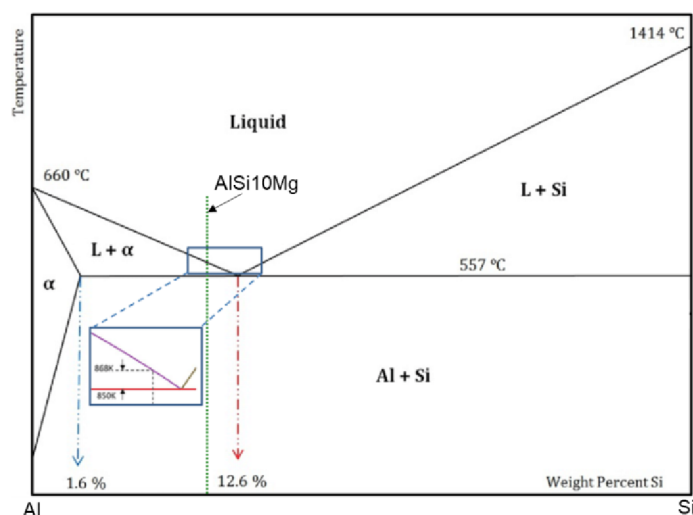 Temperature
1414 °C
Liquid
AlSi10Mg
660 °C
L + Si
L + α
557 °C
α
868K
850K
Al + Si
1.6 %
12.6 %
Weight Percent Si
Al
Si